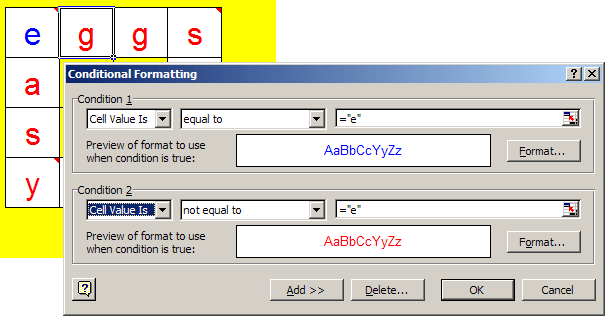 e g g s
a
s
y
Conditional Formatting
Condition 1
Cell Value Is equal to ="e"
Preview of format to use
when condition is true:
AaBbCcYyZz
Format...
Condition 2
Cell Value Is not equal to ="e"
Preview of format to use
when condition is true:
AaBbCcYyZz
Format...
Add >> Delete... OK Cancel